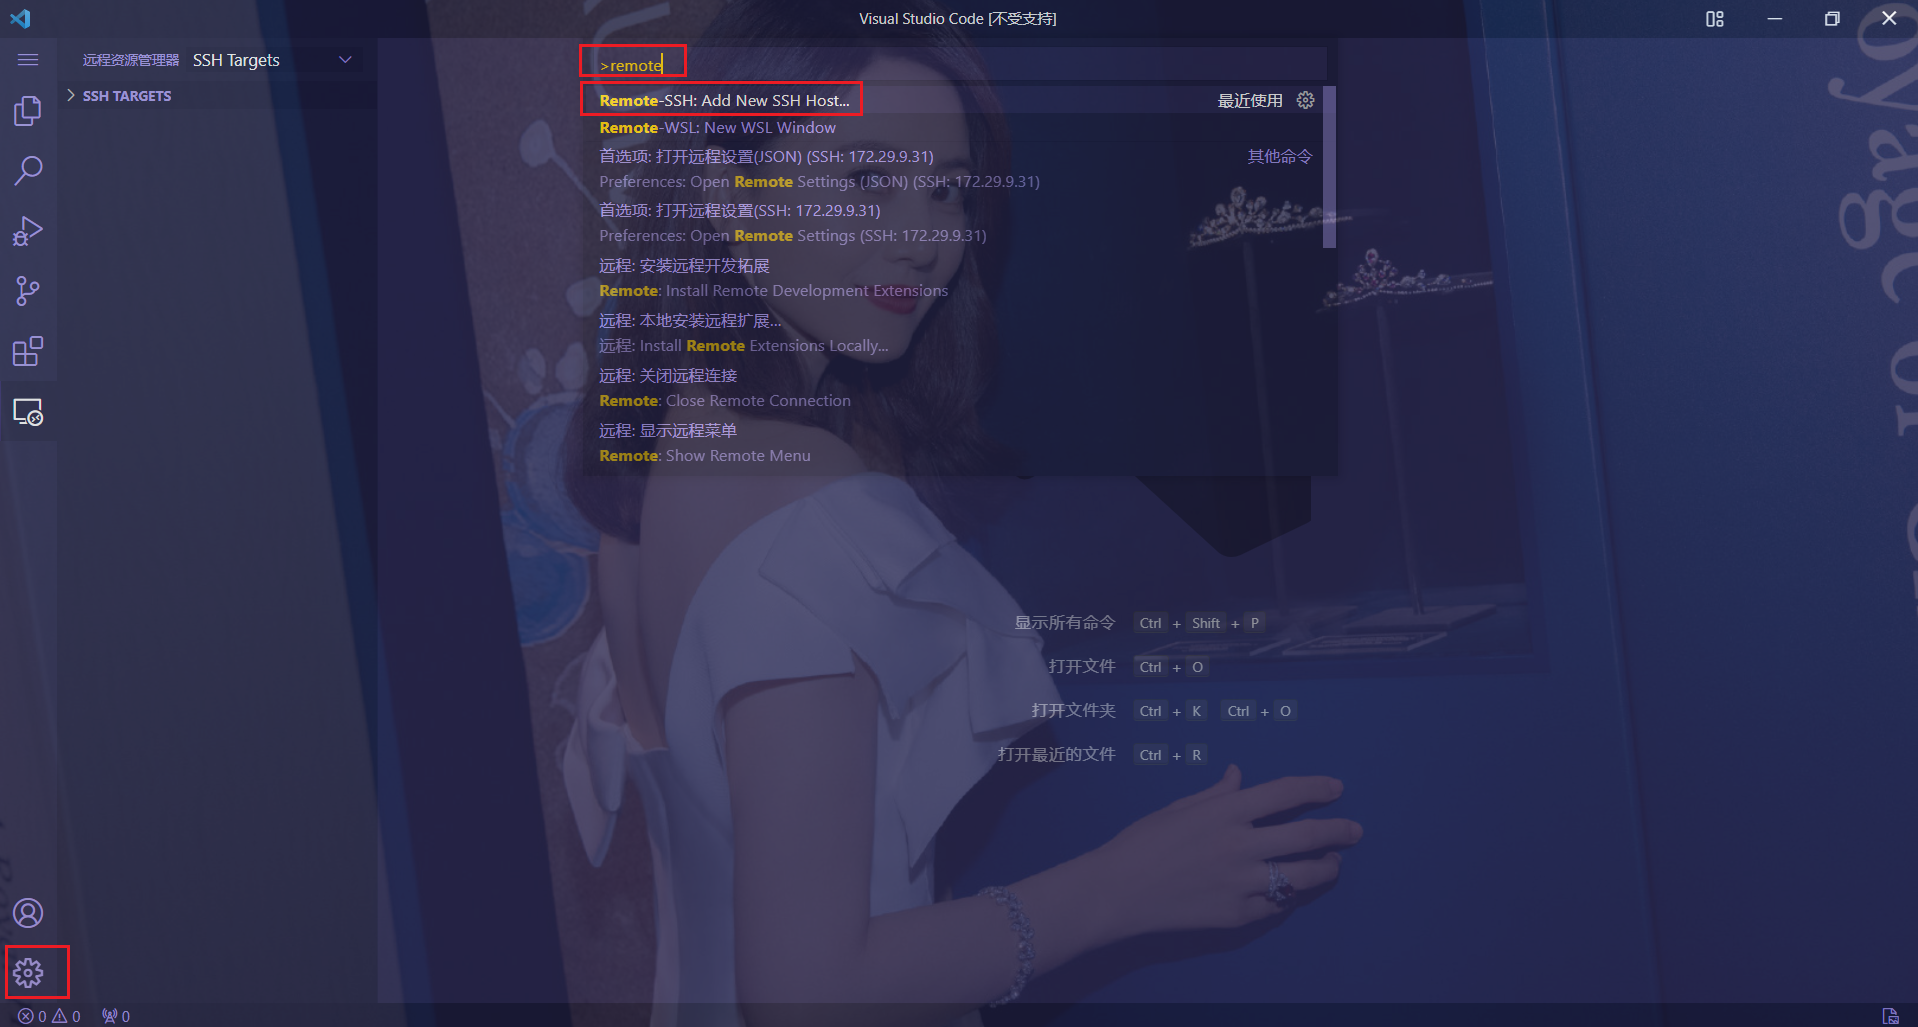 Visual Studio Code [不受支持]
远程资源管理器 SSH Targets
SSH TARGETS
>remote
Remote-SSH: Add New SSH Host... 最近使用
Remote-WSL: New WSL Window
首选项: 打开远程设置(JSON) (SSH: 172.29.9.31) 其他命令
Preferences: Open Remote Settings (JSON) (SSH: 172.29.9.31)
首选项: 打开远程设置(SSH: 172.29.9.31)
Preferences: Open Remote Settings (SSH: 172.29.9.31)
远程: 安装远程开发拓展
Remote: Install Remote Development Extensions
远程: 本地安装远程扩展...
远程: Install Remote Extensions Locally...
远程: 关闭远程连接
Remote: Close Remote Connection
远程: 显示远程菜单
Remote: Show Remote Menu
显示所有命令 Ctrl + Shift + P
打开文件 Ctrl + O
打开文件夹 Ctrl + K Ctrl + O
打开最近的文件 Ctrl + R
0 0 0